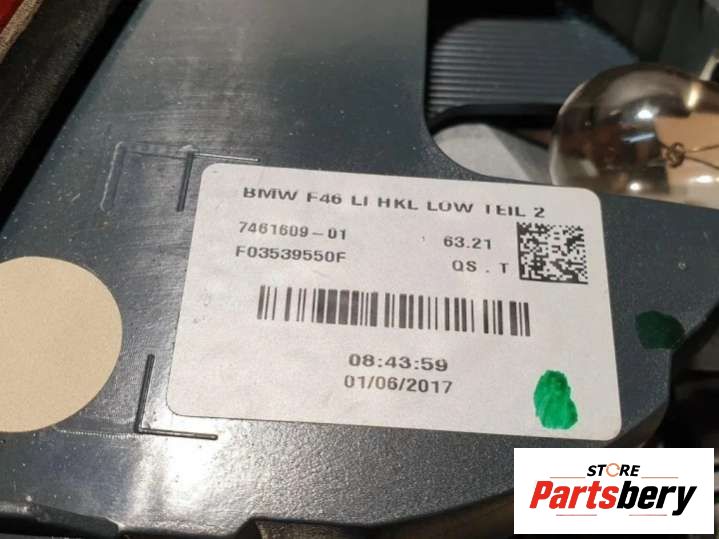 BMW F46 LI HKL LOW TEIL 2
7461609-01 63.21
F03539550F QS . T
08:43:59
01/06/2017
STORE
Partsbery